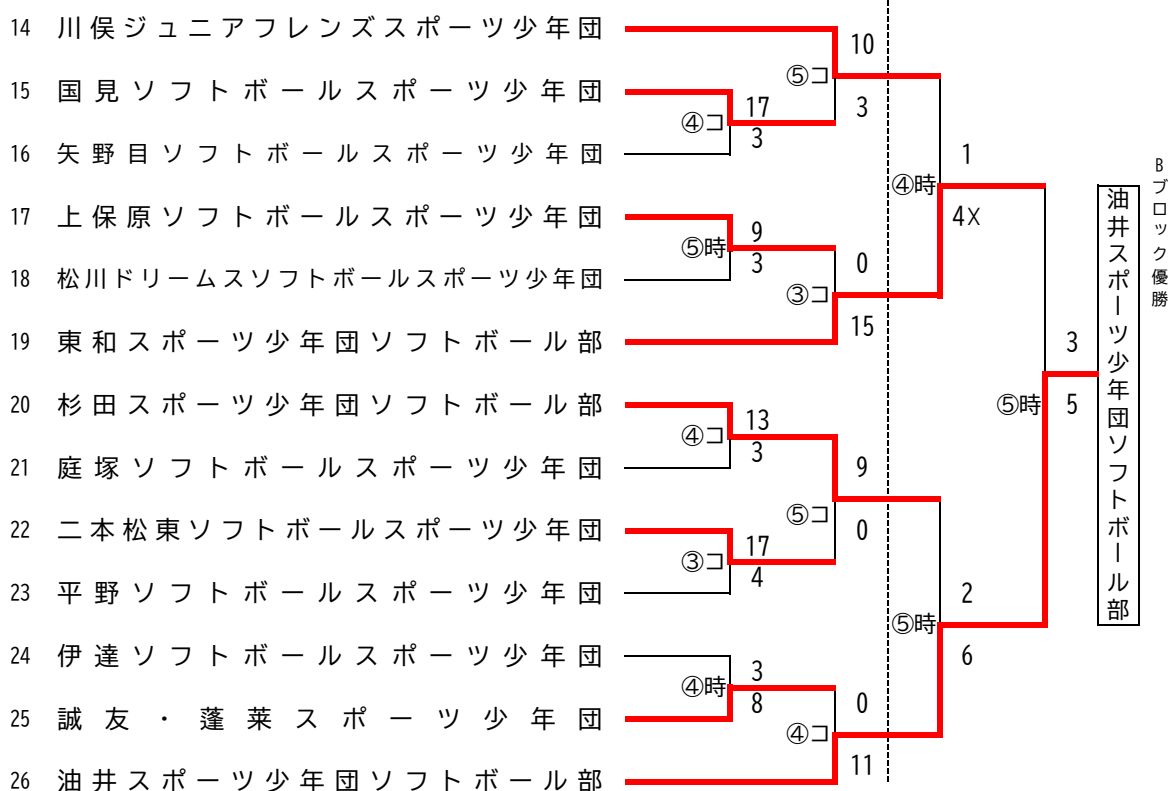 14 川俣ジュニアフレンズスポーツ少年団
10
⑤コ
15 国見ソフトボールスポーツ少年団
17
3
④コ
3
16 矢野目ソフトボールスポーツ少年団
1
④時
4X
17 上保原ソフトボールスポーツ少年団
9
⑤時
3
0
18 松川ドリームスソフトボールスポーツ少年団
③コ
15
19 東和スポーツ少年団ソフトボール部
3
⑤時
5
20 杉田スポーツ少年団ソフトボール部
13
④コ
3
9
21 庭塚ソフトボールスポーツ少年団
⑤コ
0
22 二本松東ソフトボールスポーツ少年団
17
③コ
4
23 平野ソフトボールスポーツ少年団
2
⑤時
6
24 伊達ソフトボールスポーツ少年団
3
④時
8
0
25 誠友・蓬莱スポーツ少年団
④コ
11
26 油井スポーツ少年団ソフトボール部
Bブロック優勝
油井スポーツ少年団ソフトボール部